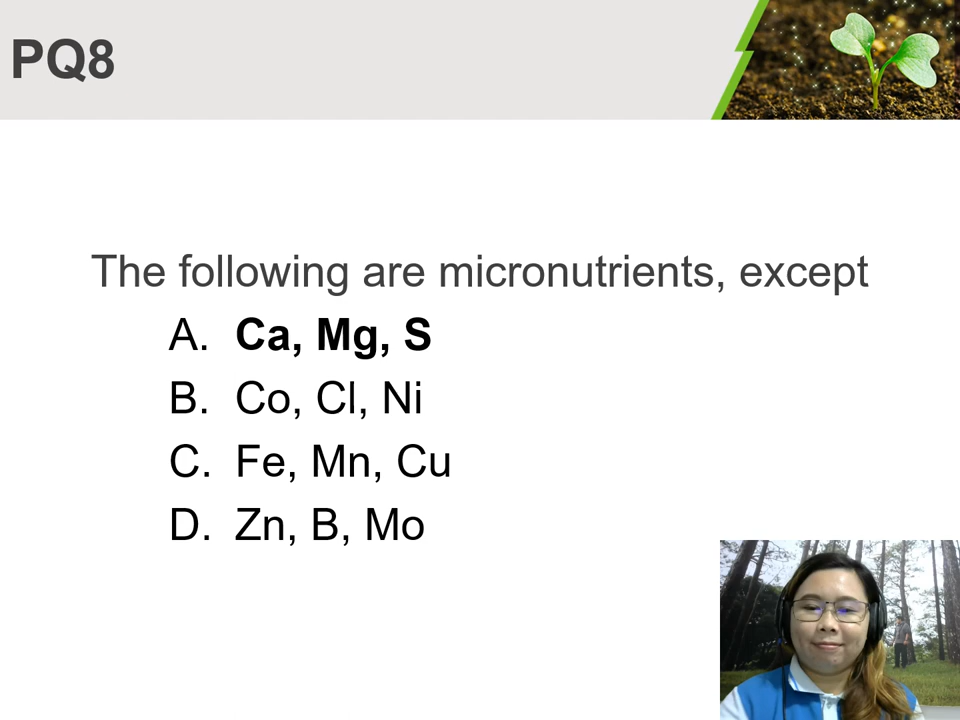 PQ8
The following are micronutrients, except
A. Ca, Mg, S
B. Co, Cl, Ni
C. Fe, Mn, Cu
D. Zn, B, Mo